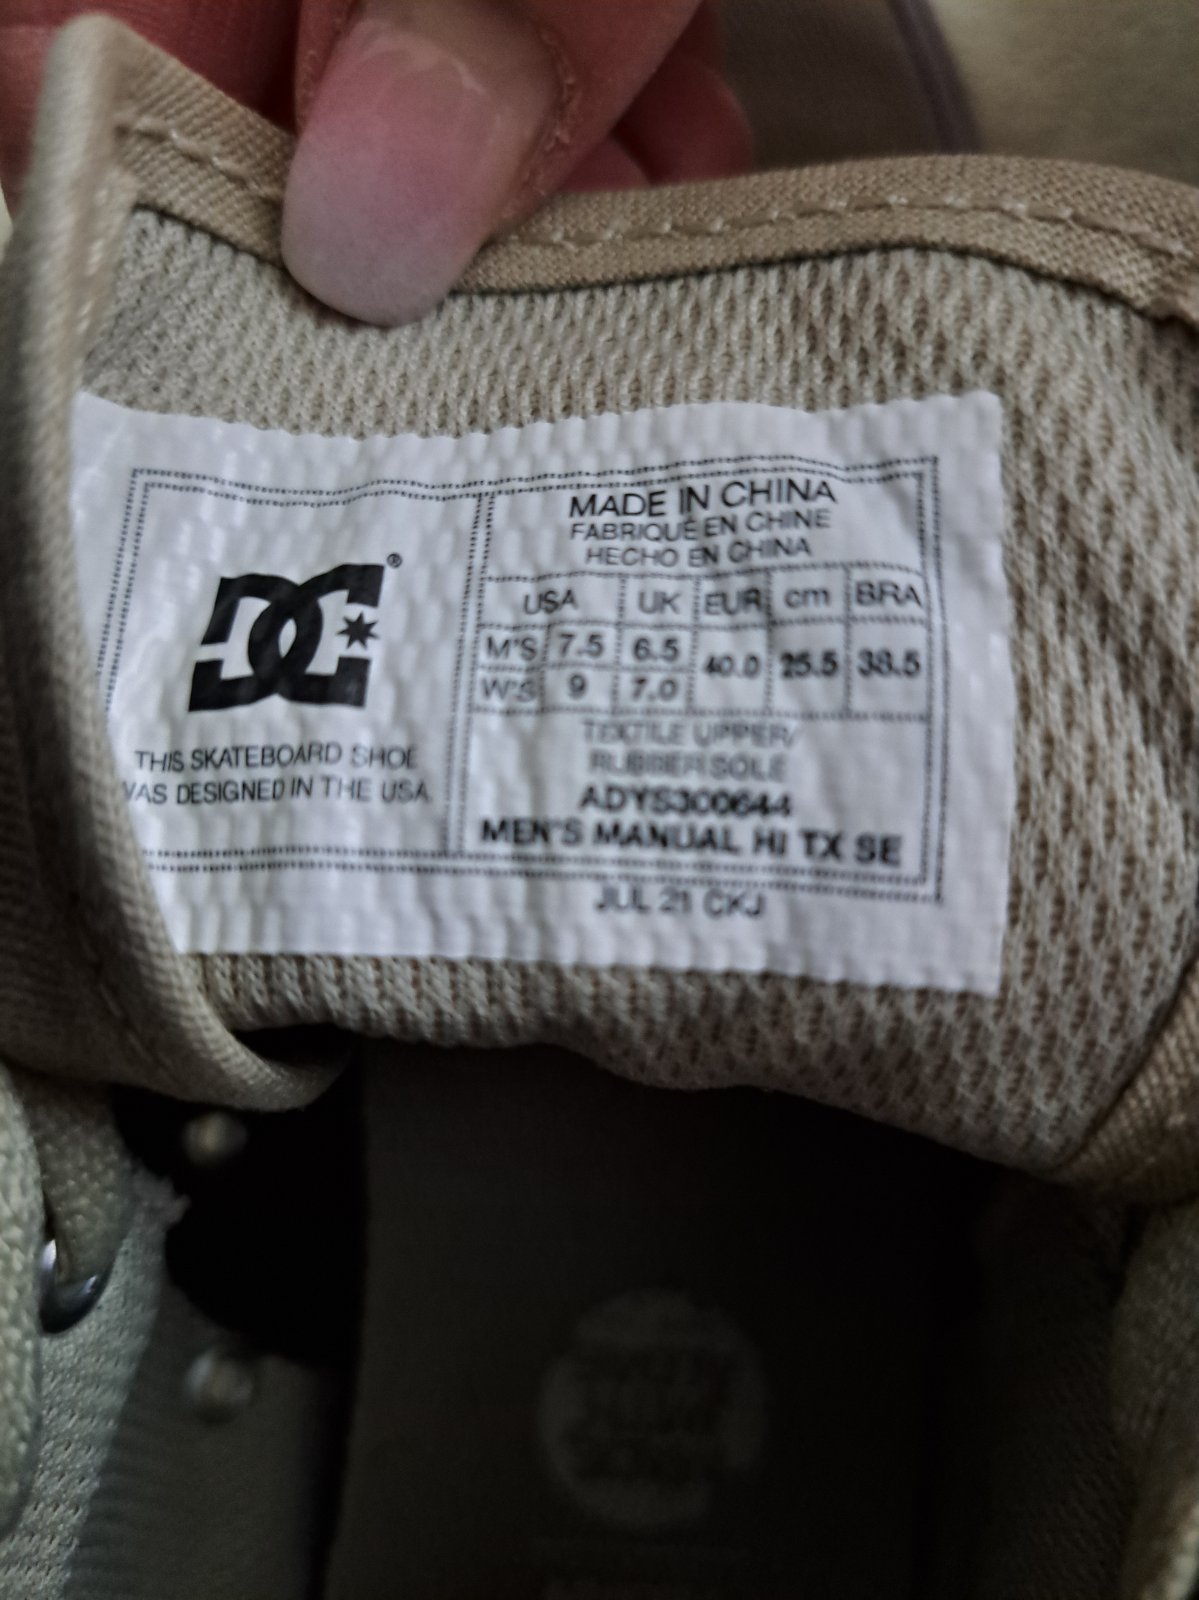 DC ®
THIS SKATEBOARD SHOE
WAS DESIGNED IN THE USA
MADE IN CHINA
FABRIQUÉ EN CHINE
HECHO EN CHINA
USA UK EUR cm BRA
M'S 7.5 6.5 40.0 25.5 38.5
W'S 9 7.0
TEXTILE UPPER/
RUBBER SOLE
ADYS300644
MEN'S MANUAL HI TX SE
JUL 21 CKJ